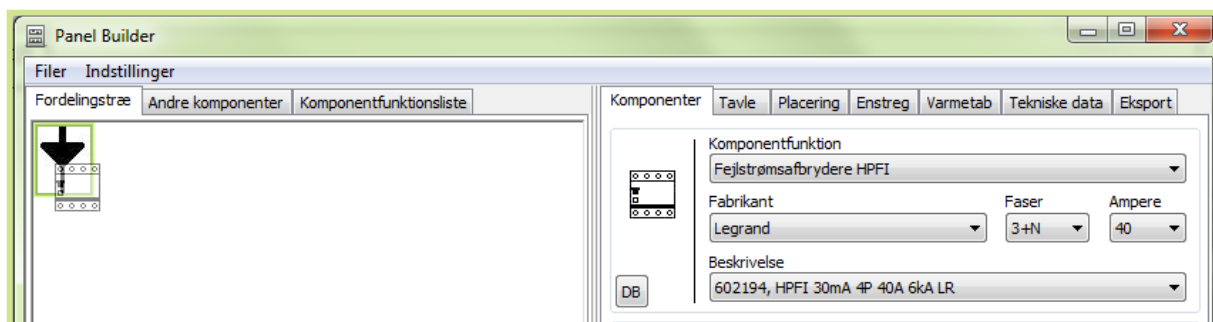 Panel Builder
Filer Indstillinger
Fordelingstræ Andre komponenter Komponentfunktionsliste
Komponenter Tavle Placering Enstreg Varmetab Tekniske data Eksport
Komponentfunktion
Fejlstrømsafbrydere HPFI
Fabrikant Faser Ampere
Legrand 3+N 40
Beskrivelse
DB 602194, HPFI 30mA 4P 40A 6kA LR